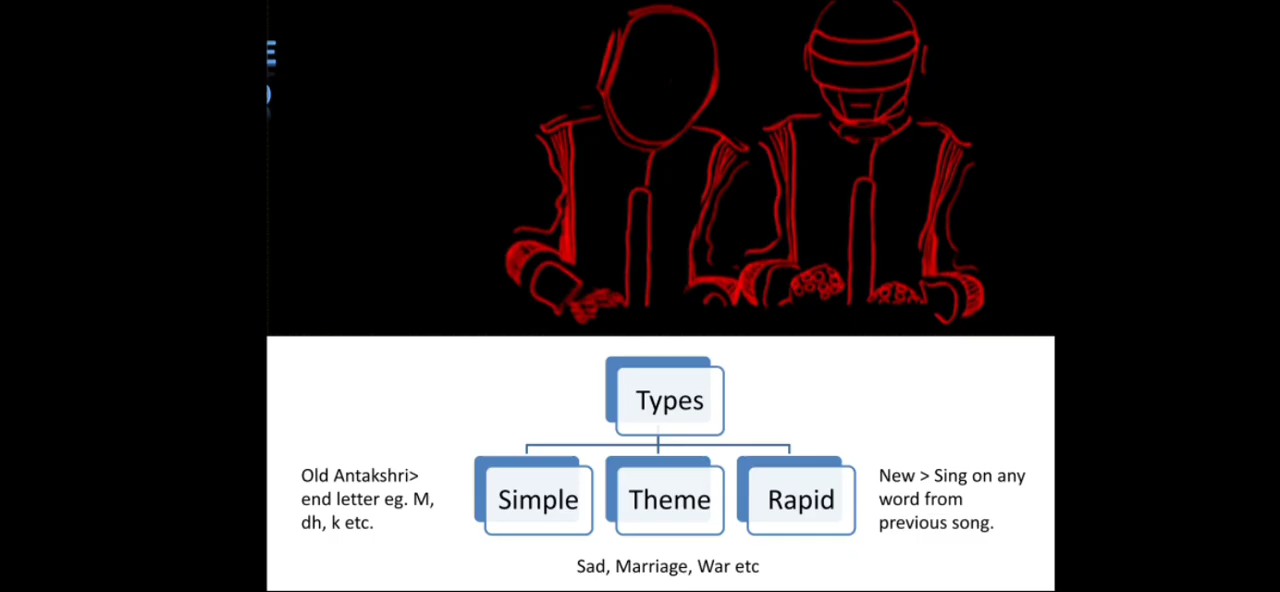 Types
Old Antakshri>
end letter eg. M,
dh, k etc.
Simple
Theme
Rapid
New > Sing on any
word from
previous song.
Sad, Marriage, War etc